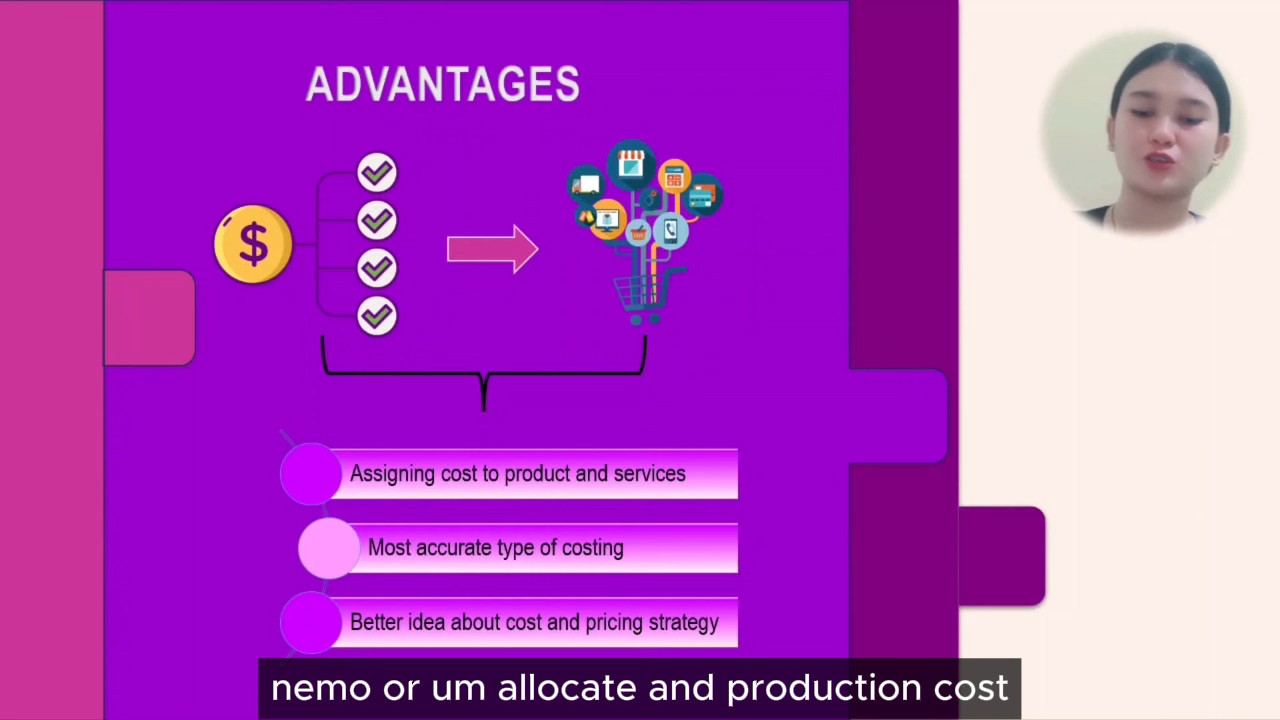 ADVANTAGES
$
Assigning cost to product and services
Most accurate type of costing
Better idea about cost and pricing strategy
nemo or um allocate and production cost